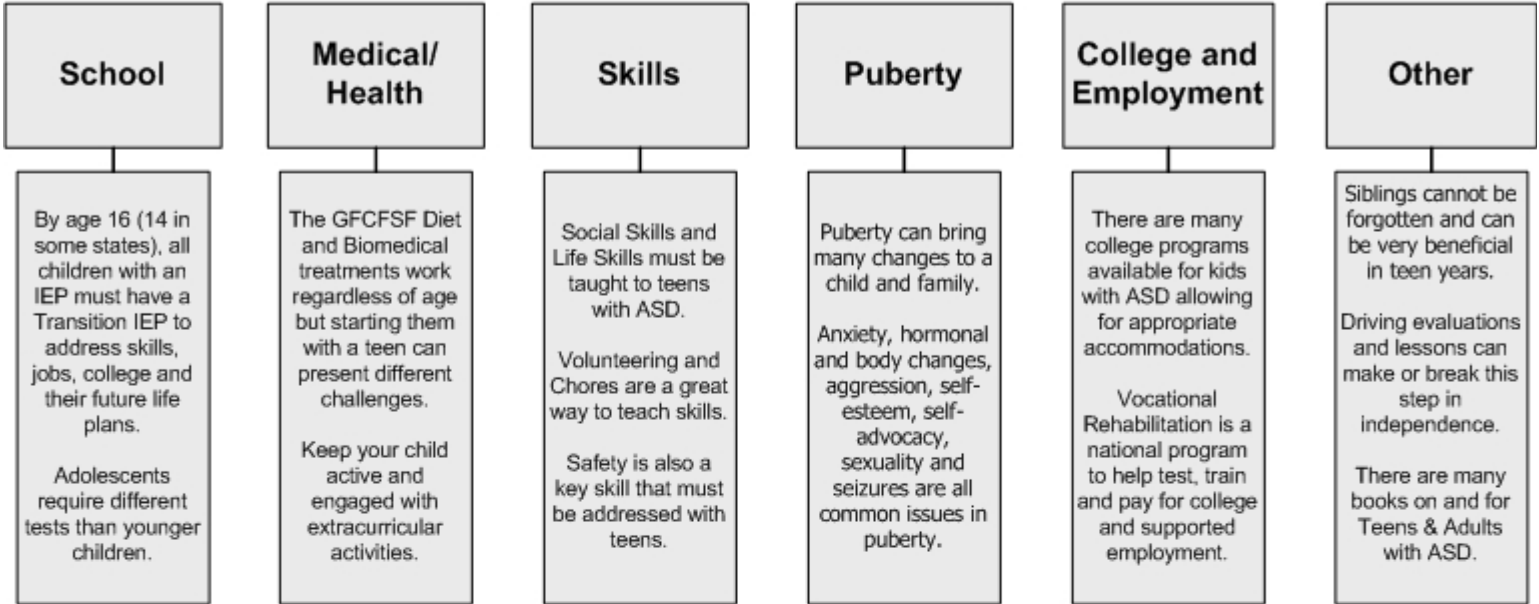 School
By age 16 (14 in
some states), all
children with an
IEP must have a
Transition IEP to
address skills,
jobs, college and
their future life
plans.
Adolescents
require different
tests than younger
children.
Medical/
Health
The GFCFSF Diet
and Biomedical
treatments work
regardless of age
but starting them
with a teen can
present different
challenges.
Keep your child
active and
engaged with
extracurricular
activities.
Skills
Social Skills and
Life Skills must be
taught to teens
with ASD.
Volunteering and
Chores are a great
way to teach skills.
Safety is also a
key skill that must
be addressed with
teens.
Puberty
Puberty can bring
many changes to a
child and family.
Anxiety, hormonal
and body changes,
aggression, self-
esteem, self-
advocacy,
sexuality and
seizures are all
common issues in
puberty.
College and
Employment
There are many
college programs
available for kids
with ASD allowing
for appropriate
accommodations.
Vocational
Rehabilitation is a
national program
to help test, train
and pay for college
and supported
employment.
Other
Siblings cannot be
forgotten and can
be very beneficial
in teen years.
Driving evaluations
and lessons can
make or break this
step in
independence.
There are many
books on and for
Teens & Adults
with ASD.